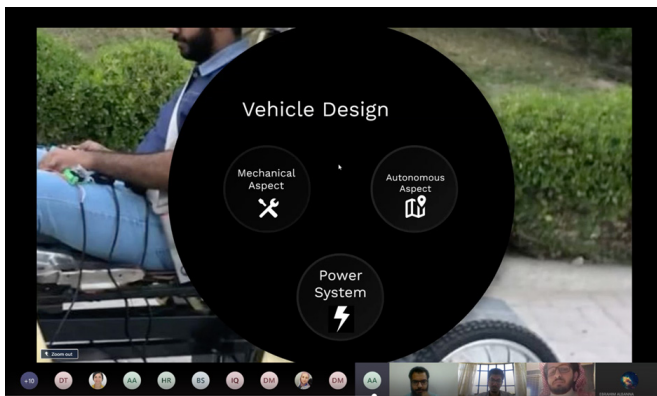 Vehicle Design
Mechanical
Aspect
Autonomous
Aspect
Power
System
Zoom out
+10
DT
AA
HR
BS
IQ
DM
DM
AA